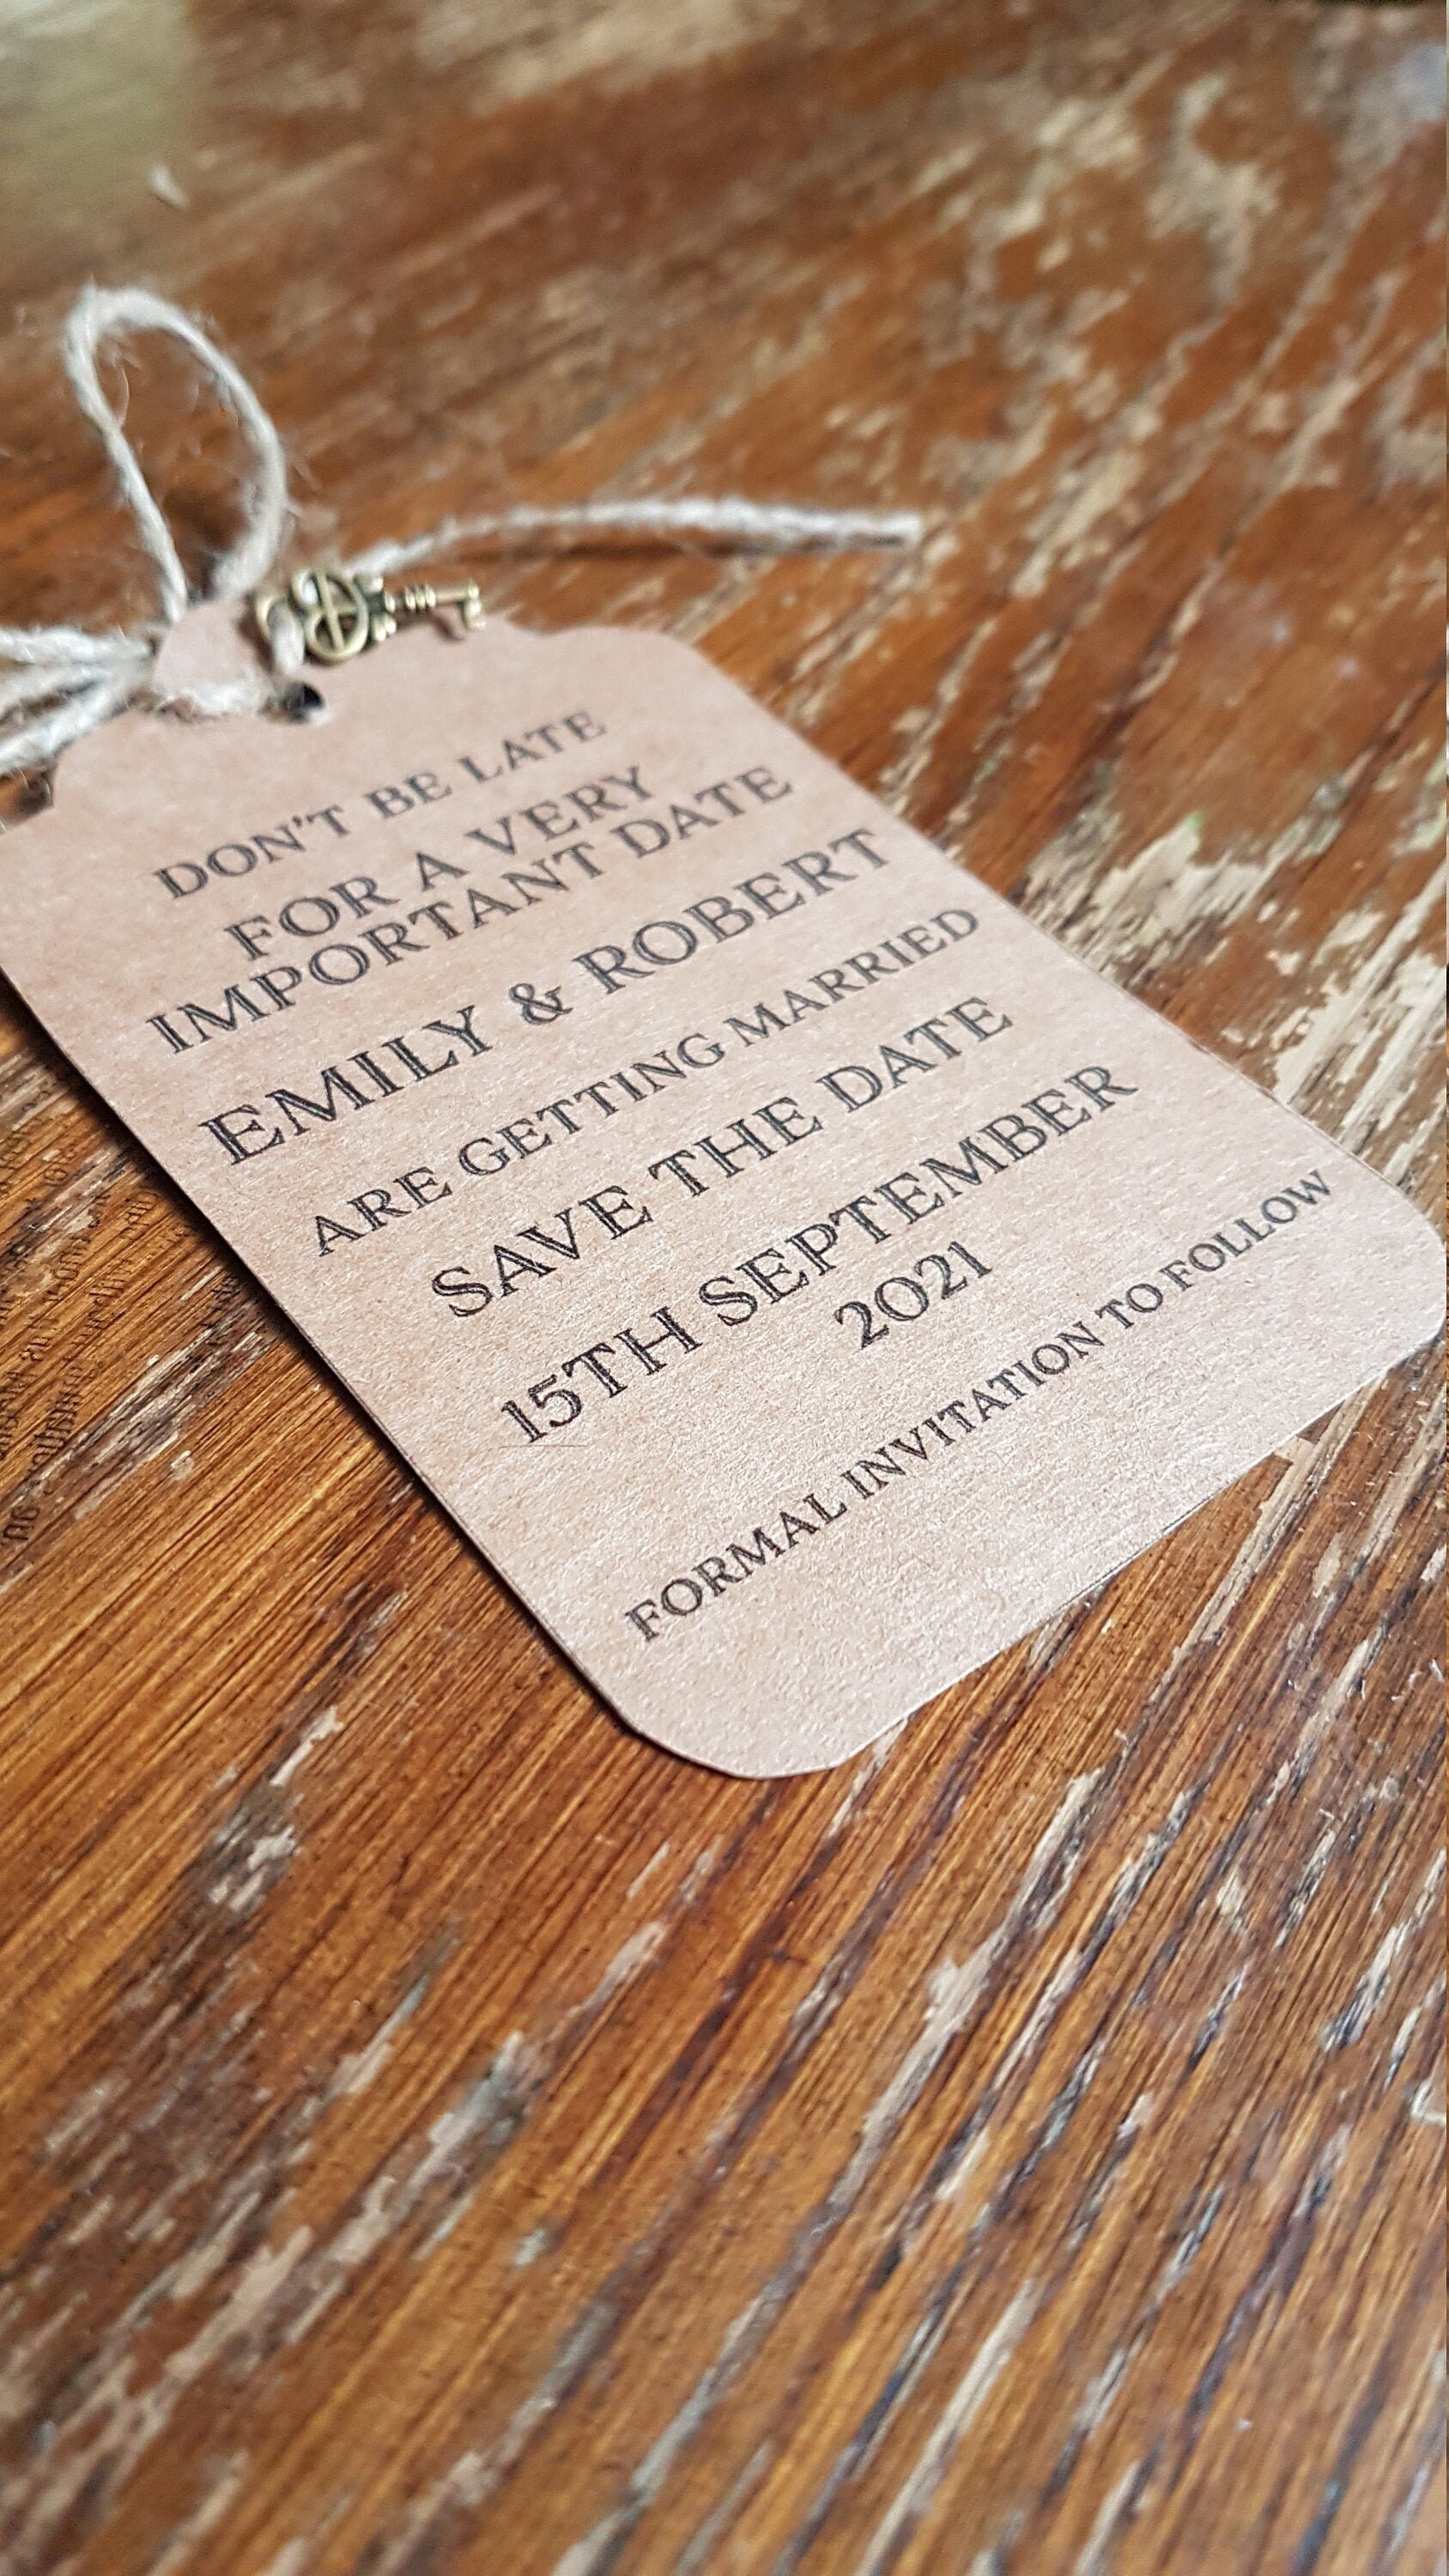 DON'T BE LATE
FOR A VERY
IMPORTANT DATE
EMILY & ROBERT
ARE GETTING MARRIED
SAVE THE DATE
15TH SEPTEMBER
2021
FORMAL INVITATION TO FOLLOW